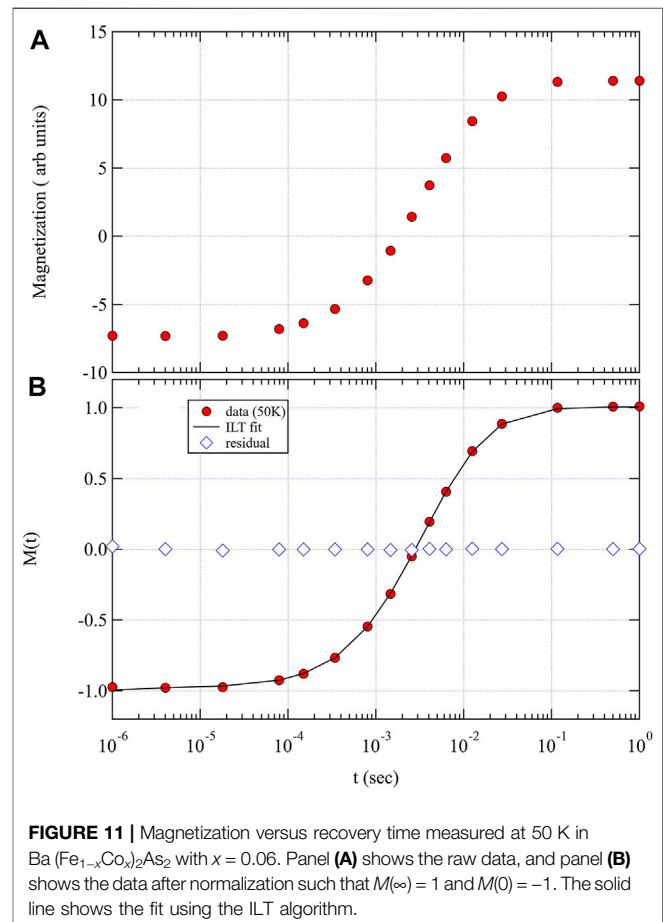 A
15
10
5
0
-5
-10
Magnetization ( arb units)
B
data (50K)
ILT fit
residual
1.0
0.5
0.0
-0.5
-1.0
M(t)
10⁻⁶ 10⁻⁵ 10⁻⁴ 10⁻³ 10⁻² 10⁻¹ 10⁰
t (sec)
FIGURE 11 | Magnetization versus recovery time measured at 50 K in
Ba (Fe₁₋ₓCoₓ)₂As₂ with x = 0.06. Panel (A) shows the raw data, and panel (B)
shows the data after normalization such that M(∞) = 1 and M(0) = −1. The solid
line shows the fit using the ILT algorithm.